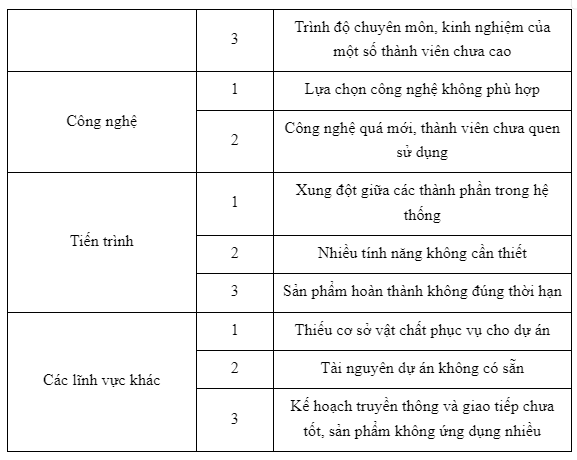 3
Trình độ chuyên môn, kinh nghiệm của
một số thành viên chưa cao
Công nghệ
1
Lựa chọn công nghệ không phù hợp
2
Công nghệ quá mới, thành viên chưa quen
sử dụng
Tiến trình
1
Xung đột giữa các thành phần trong hệ
thống
2
Nhiều tính năng không cần thiết
3
Sản phẩm hoàn thành không đúng thời hạn
Các lĩnh vực khác
1
Thiếu cơ sở vật chất phục vụ cho dự án
2
Tài nguyên dự án không có sẵn
3
Kế hoạch truyền thông và giao tiếp chưa
tốt, sản phẩm không ứng dụng nhiều